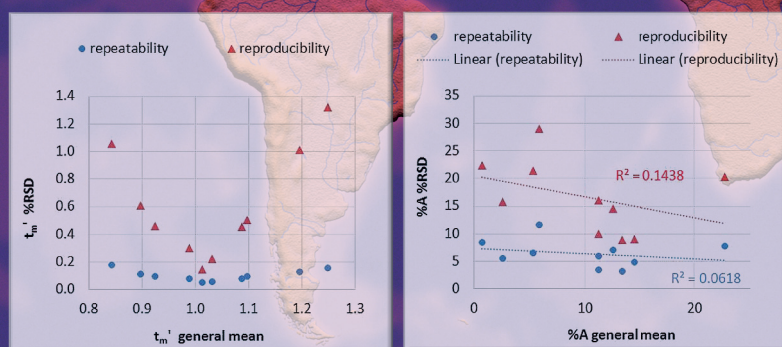 repeatability
reproducibility
1.4
1.2
1.0
0.8
0.6
0.4
0.2
0.0
tm' %RSD
0.8
0.9
1.0
1.1
1.2
1.3
tm' general mean
repeatability
reproducibility
Linear (repeatability)
Linear (reproducibility)
35
30
25
20
15
10
5
0
%A %RSD
R² = 0.1438
R² = 0.0618
0
10
20
%A general mean